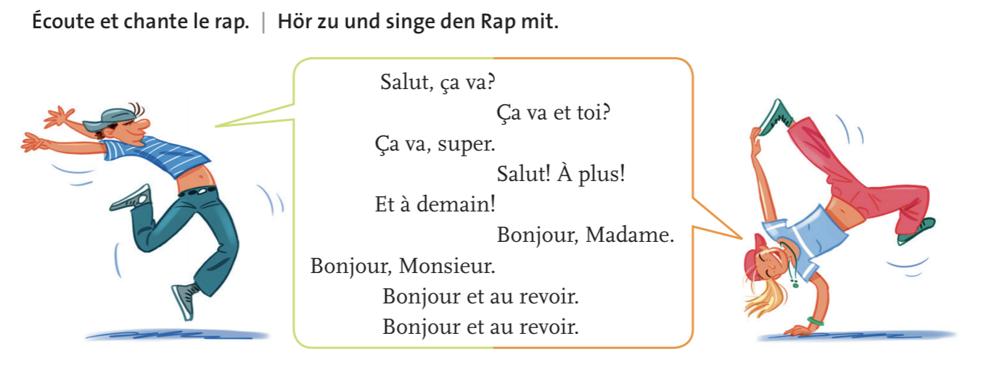 Écoute et chante le rap. | Hör zu und singe den Rap mit.
Salut, ça va?
Ça va et toi?
Ça va, super.
Salut! À plus!
Et à demain!
Bonjour, Madame.
Bonjour, Monsieur.
Bonjour et au revoir.
Bonjour et au revoir.